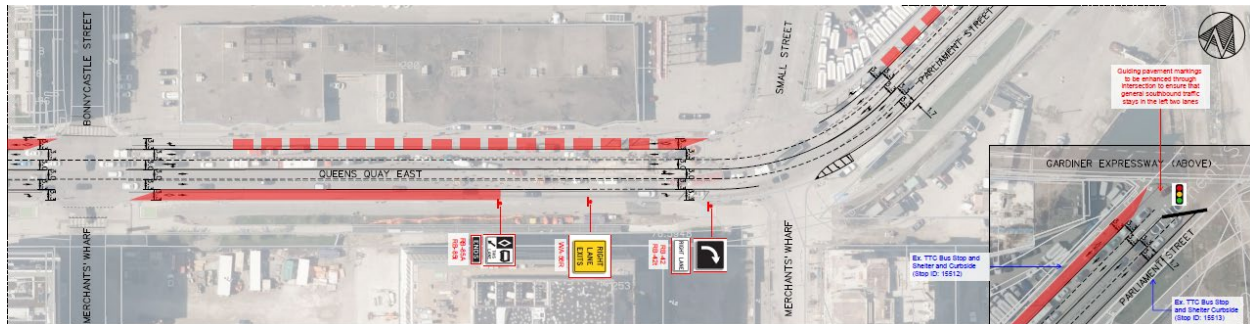 BONNYCASTLE STREET
SMALL STREET
PARLIAMENT STREET
Guiding pavement markings
to be enhanced through
intersection to ensure that
general southbound traffic
stays in the left two lanes
GARDINER EXPRESSWAY (ABOVE)
QUEENS QUAY EAST
MERCHANTS' WHARF
ENDS
RIGHT
LANE
EXITS
RIGHT LANE
MERCHANTS' WHARF
Ex. TTC Bus Stop and
Shelter and Curbside
(Stop ID: 15512)
PARLIAMENT STREET
Ex. TTC Bus Stop
and Shelter Curbside
(Stop ID: 15513)